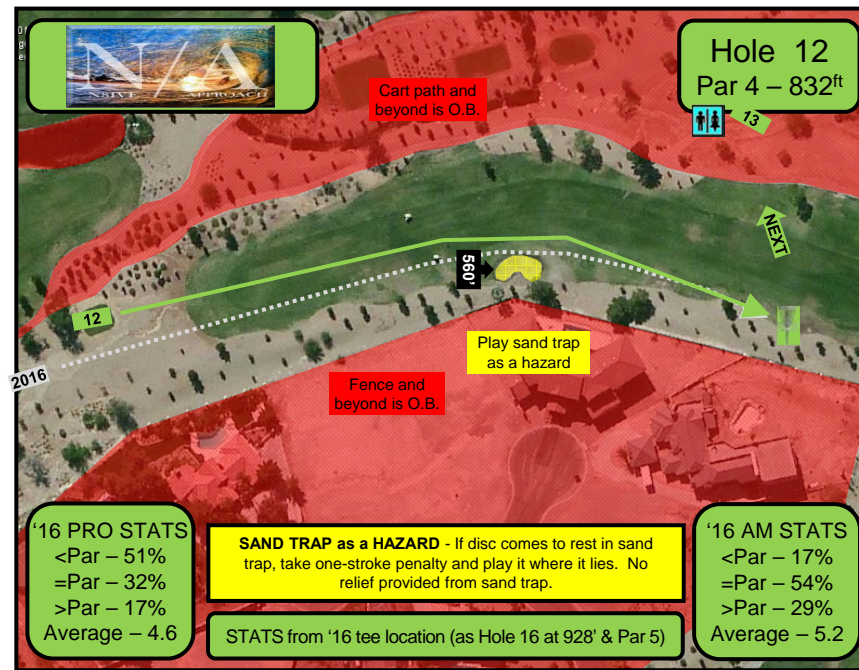 N/A
N8IVE APPROACH
Hole 12
Par 4 – 832ft
Cart path and
beyond is O.B.
13
NEXT
560'
12
2016
Play sand trap
as a hazard
Fence and
beyond is O.B.
‘16 PRO STATS
<Par – 51%
=Par – 32%
>Par – 17%
Average – 4.6
SAND TRAP as a HAZARD - If disc comes to rest in sand
trap, take one-stroke penalty and play it where it lies. No
relief provided from sand trap.
STATS from ‘16 tee location (as Hole 16 at 928’ & Par 5)
‘16 AM STATS
<Par – 17%
=Par – 54%
>Par – 29%
Average – 5.2